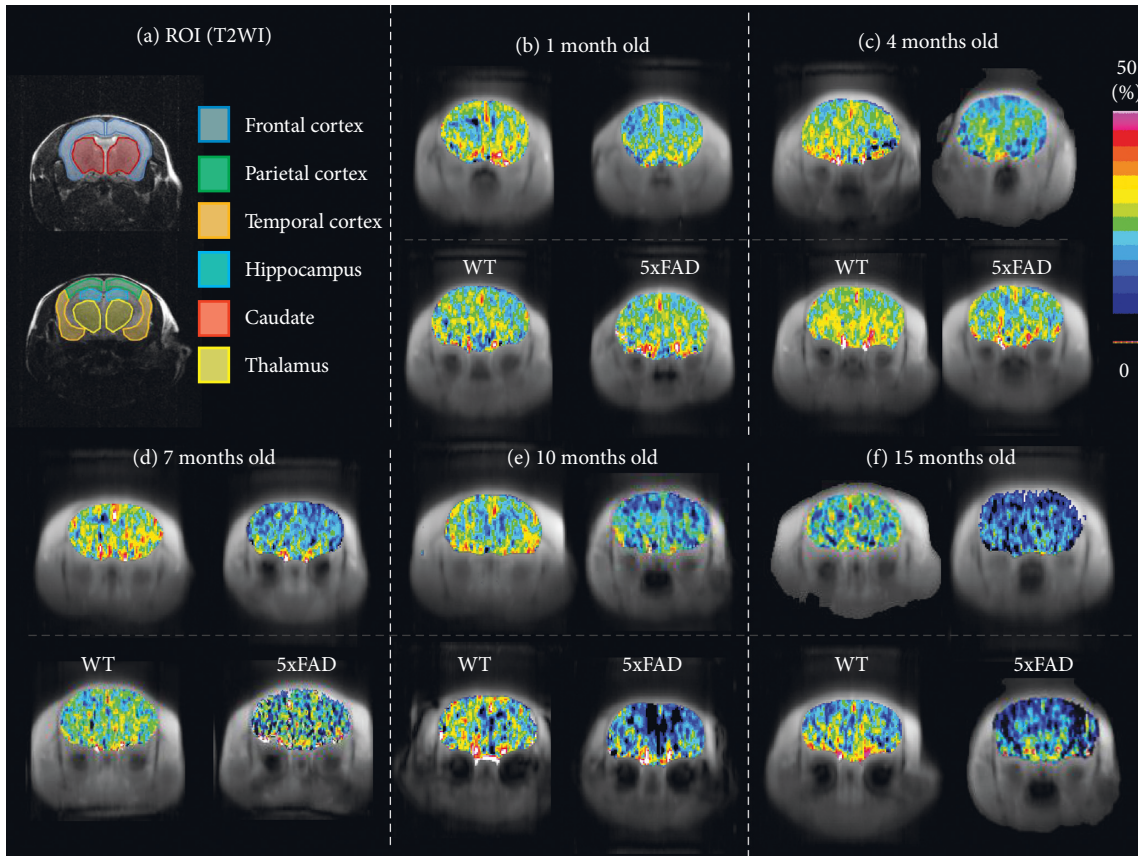 (a) ROI (T2WI)
Frontal cortex
Parietal cortex
Temporal cortex
Hippocampus
Caudate
Thalamus
(b) 1 month old
WT
5xFAD
(c) 4 months old
WT
5xFAD
50
(%)
0
(d) 7 months old
WT
5xFAD
(e) 10 months old
WT
5xFAD
(f) 15 months old
WT
5xFAD